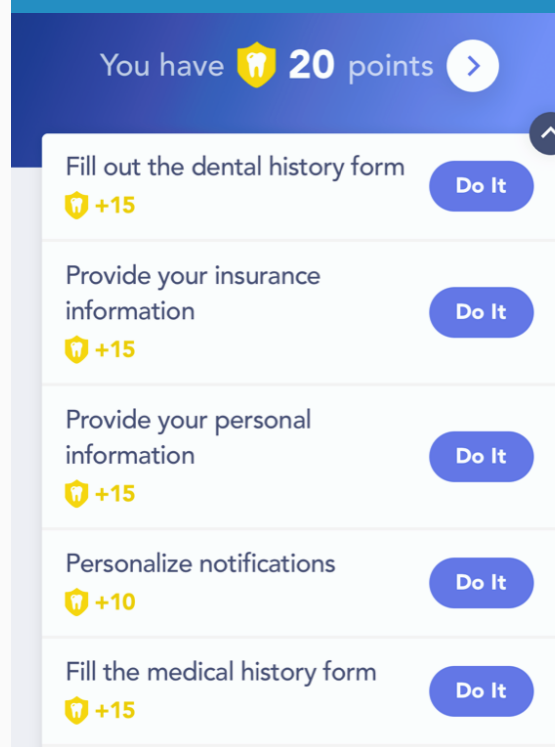 You have 20 points
Fill out the dental history form
+15
Do It
Provide your insurance
information
+15
Do It
Provide your personal
information
+15
Do It
Personalize notifications
+10
Do It
Fill the medical history form
+15
Do It